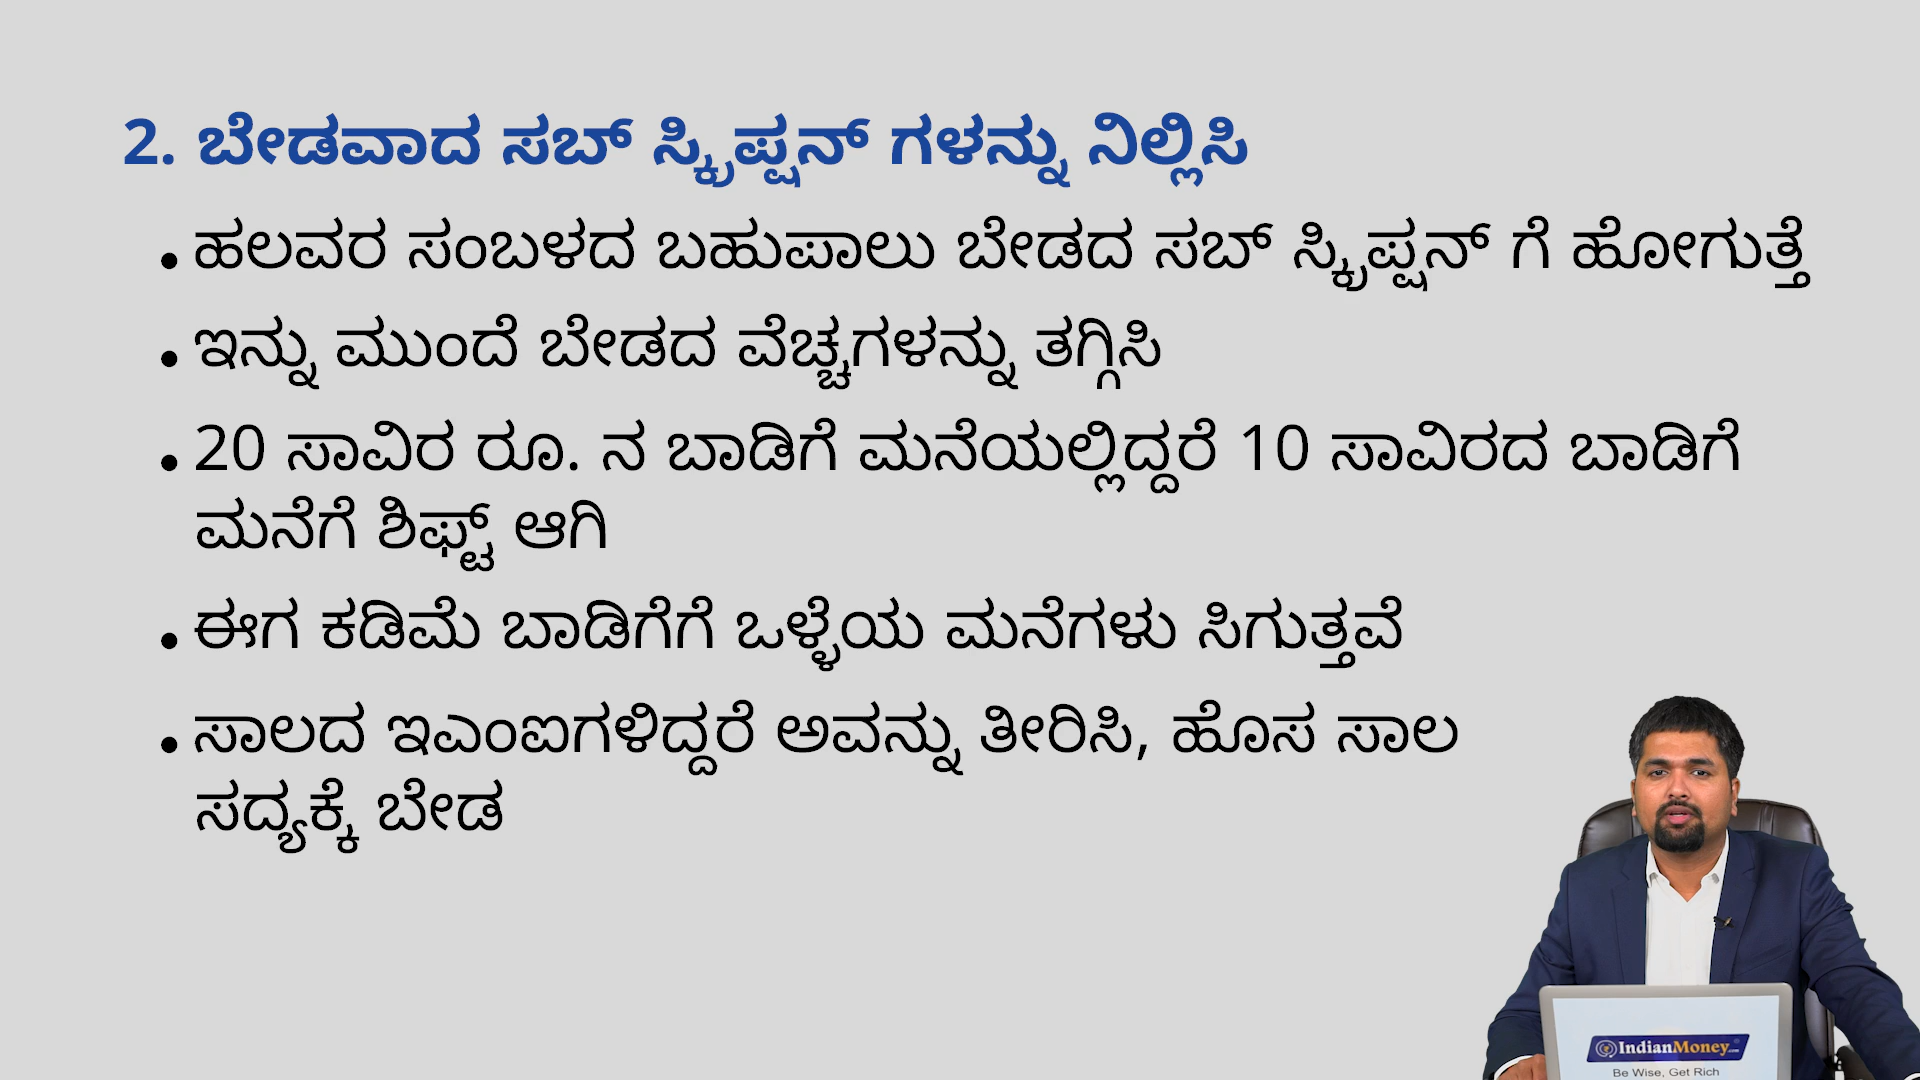 2. ಬೇಡವಾದ ಸಬ್ ಸ್ಕ್ರಿಪ್ಷನ್ ಗಳನ್ನು ನಿಲ್ಲಿಸಿ
• ಹಲವರ ಸಂಬಳದ ಬಹುಪಾಲು ಬೇಡದ ಸಬ್ ಸ್ಕ್ರಿಪ್ಷನ್ ಗೆ ಹೋಗುತ್ತೆ
• ಇನ್ನು ಮುಂದೆ ಬೇಡದ ವೆಚ್ಚಗಳನ್ನು ತಗ್ಗಿಸಿ
• 20 ಸಾವಿರ ರೂ. ನ ಬಾಡಿಗೆ ಮನೆಯಲ್ಲಿದ್ದರೆ 10 ಸಾವಿರದ ಬಾಡಿಗೆ
ಮನೆಗೆ ಶಿಫ್ಟ್ ಆಗಿ
• ಈಗ ಕಡಿಮೆ ಬಾಡಿಗೆಗೆ ಒಳ್ಳೆಯ ಮನೆಗಳು ಸಿಗುತ್ತವೆ
• ಸಾಲದ ಇಎಂಐಗಳಿದ್ದರೆ ಅವನ್ನು ತೀರಿಸಿ, ಹೊಸ ಸಾಲ
ಸದ್ಯಕ್ಕೆ ಬೇಡ
IndianMoney.com
Be Wise, Get Rich